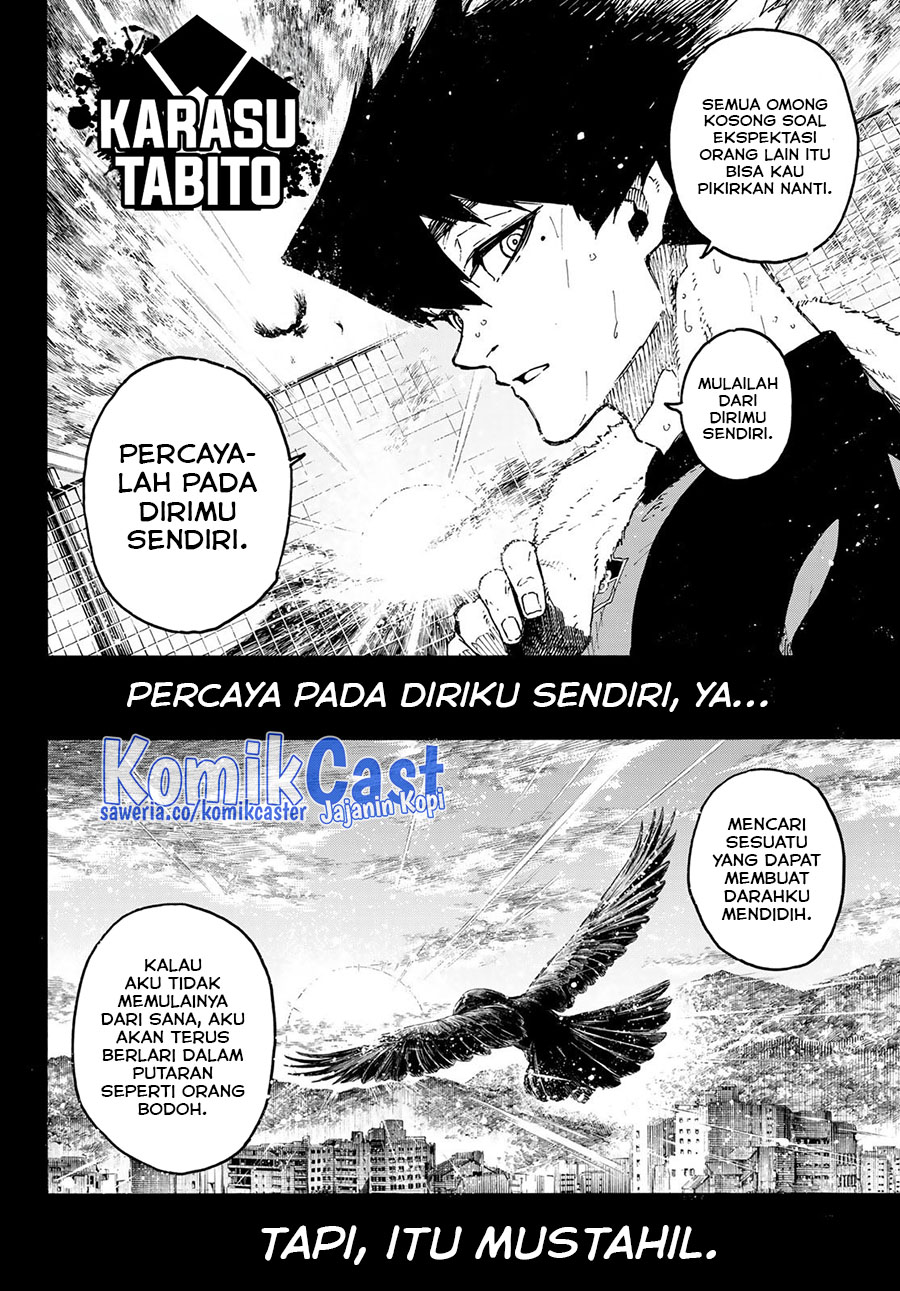 KARASU
TABITO
SEMUA OMONG
KOSONG SOAL
EKSPEKTASI
ORANG LAIN ITU
BISA KAU
PIKIRKAN NANTI.
MULAILAH
DARI
DIRIMU
SENDIRI.
PERCAYA-
LAH PADA
DIRIMU
SENDIRI.
PERCAYA PADA DIRIKU SENDIRI, YA...
KomikCast
saweria.co/komikcaster Jajanin Kopi
MENCARI
SESUATU
YANG DAPAT
MEMBUAT
DARAHKU
MENDIDIH.
KALAU
AKU TIDAK
MEMULAINYA
DARI SANA, AKU
AKAN TERUS
BERLARI DALAM
PUTARAN
SEPERTI ORANG
BODOH.
TAPI, ITU MUSTAHIL.